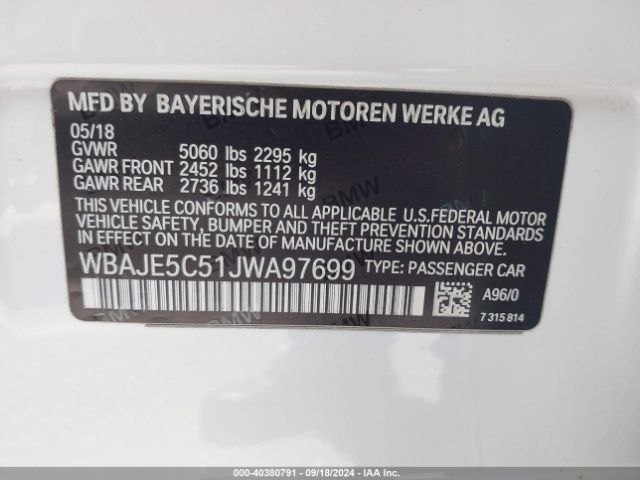 MFD BY BAYERISCHE MOTOREN WERKE AG
05/18
GVWR 5060 lbs 2295 kg
GAWR FRONT 2452 lbs 1112 kg
GAWR REAR 2736 lbs 1241 kg
THIS VEHICLE CONFORMS TO ALL APPLICABLE U.S.FEDERAL MOTOR
VEHICLE SAFETY, BUMPER AND THEFT PREVENTION STANDARDS
IN EFFECT ON THE DATE OF MANUFACTURE SHOWN ABOVE.
WBAJE5C51JWA97699 TYPE: PASSENGER CAR
A96/0
7 315 814
000-40380791 - 09/18/2024 - IAAI.COM